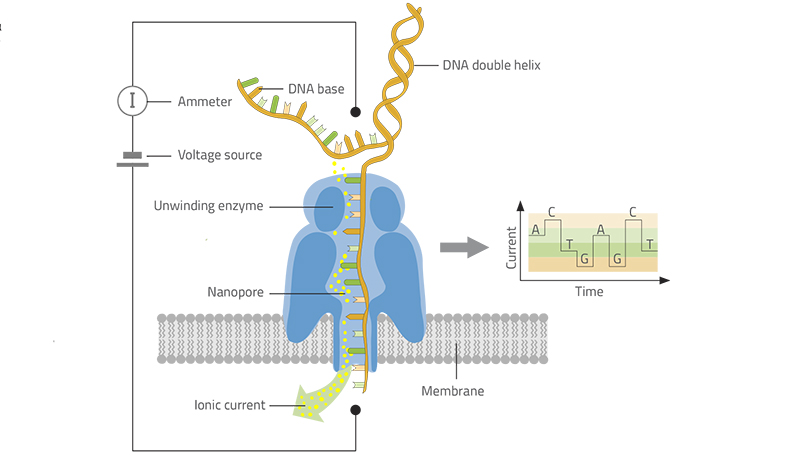 DNA double helix
DNA base
I
Ammeter
Voltage source
Unwinding enzyme
Nanopore
Ionic current
Membrane
Current
A C T G A G C T
Time